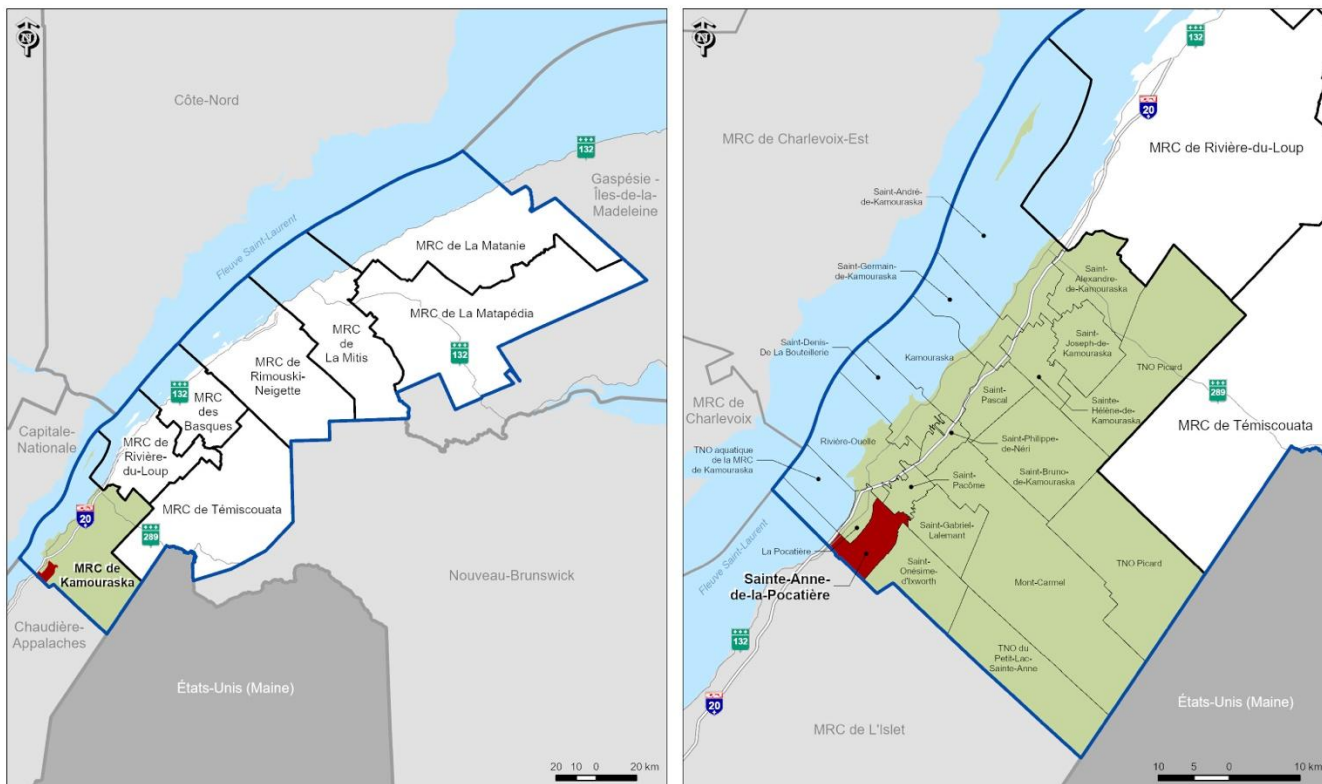 N
Côte-Nord
132
Gaspésie -
Îles-de-la-
Madeleine
Fleuve Saint-Laurent
MRC de La Matanie
MRC
de
La Mitis
MRC de La Matapédia
132
MRC de
Rimouski-
Neigette
132
MRC
des
Basques
Capitale-
Nationale
MRC de
Rivière-
du-Loup
20
MRC de Témiscouata
289
MRC de
Kamouraska
Nouveau-Brunswick
Chaudière-
Appalaches
États-Unis (Maine)
20 10 0
20 km
N
132
20
MRC de Charlevoix-Est
MRC de Rivière-du-Loup
Saint-André-
de-Kamouraska
Saint-Germain-
de-Kamouraska
Saint-
Alexandre-
de-Kamouraska
Saint-Denis-
De La Bouteillerie
Kamouraska
Saint-
Joseph-de-
Kamouraska
TNO Picard
289
MRC de
Charlevoix
Saint-
Pascal
Sainte-
Hélène-de-
Kamouraska
MRC de Témiscouata
Rivière-Ouelle
Saint-Philippe-
de-Néri
TNO aquatique
de la MRC
de Kamouraska
Saint-
Pacôme
Saint-Bruno-
de-Kamouraska
Saint-Gabriel-
Lalemant
La Pocatière
Fleuve Saint-Laurent
Saint-
Onésime-
d'Ixworth
TNO Picard
Sainte-Anne-
de-la-Pocatière
Mont-Carmel
132
TNO du
Petit-Lac-
Sainte-Anne
20
États-Unis (Maine)
MRC de L'Islet
10 5 0
10 km